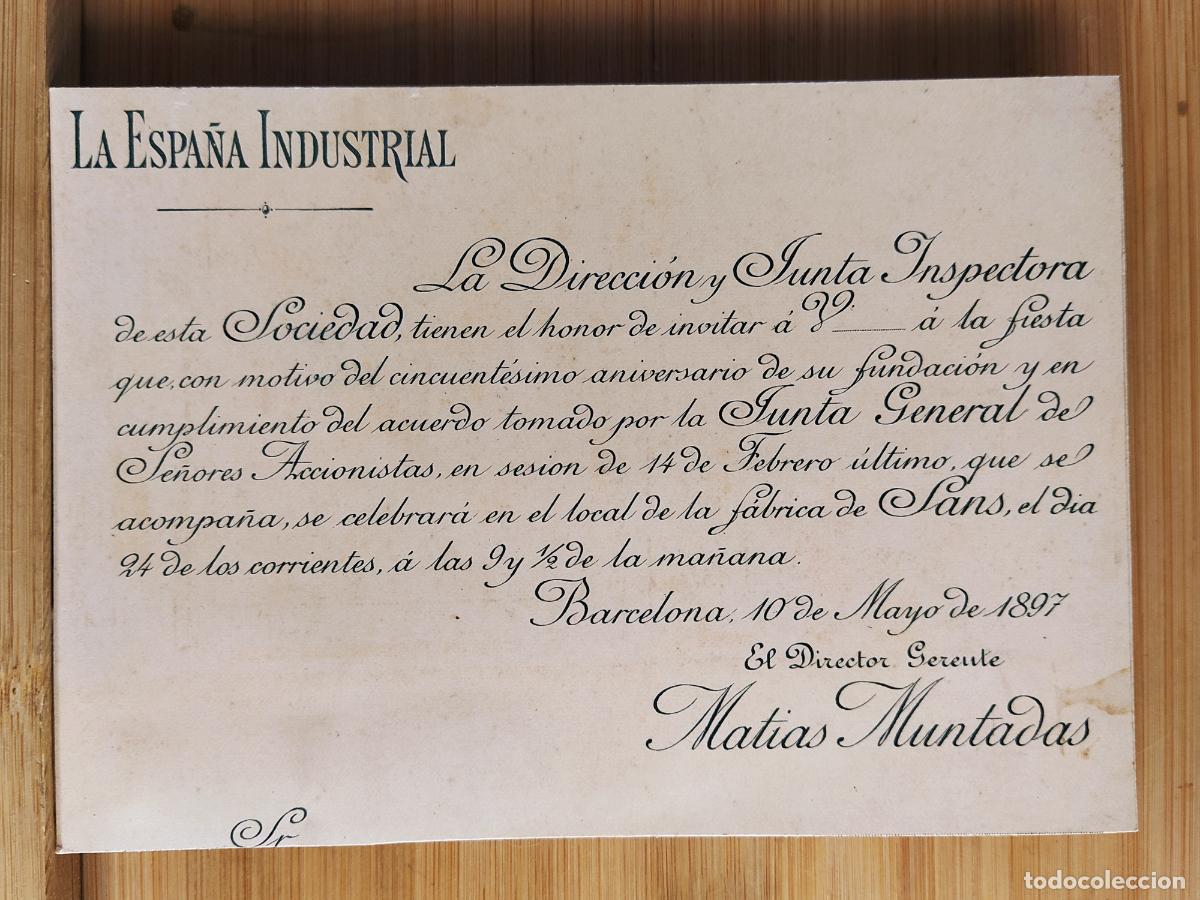 LA ESPAÑA INDUSTRIAL
La Dirección y Junta Inspectora
de esta Sociedad, tienen el honor de invitar á V____ á la fiesta
que, con motivo del cincuentésimo aniversario de su fundación y en
cumplimiento del acuerdo tomado por la Junta General de
Señores Accionistas, en sesion de 14 de Febrero último, que se
acompaña, se celebrará en el local de la fábrica de Sans, el dia
24 de los corrientes, á las 9 y ½ de la mañana.
Barcelona, 10 de Mayo de 1897
El Director Gerente
Matias Muntadas
Sr
todocoleccion